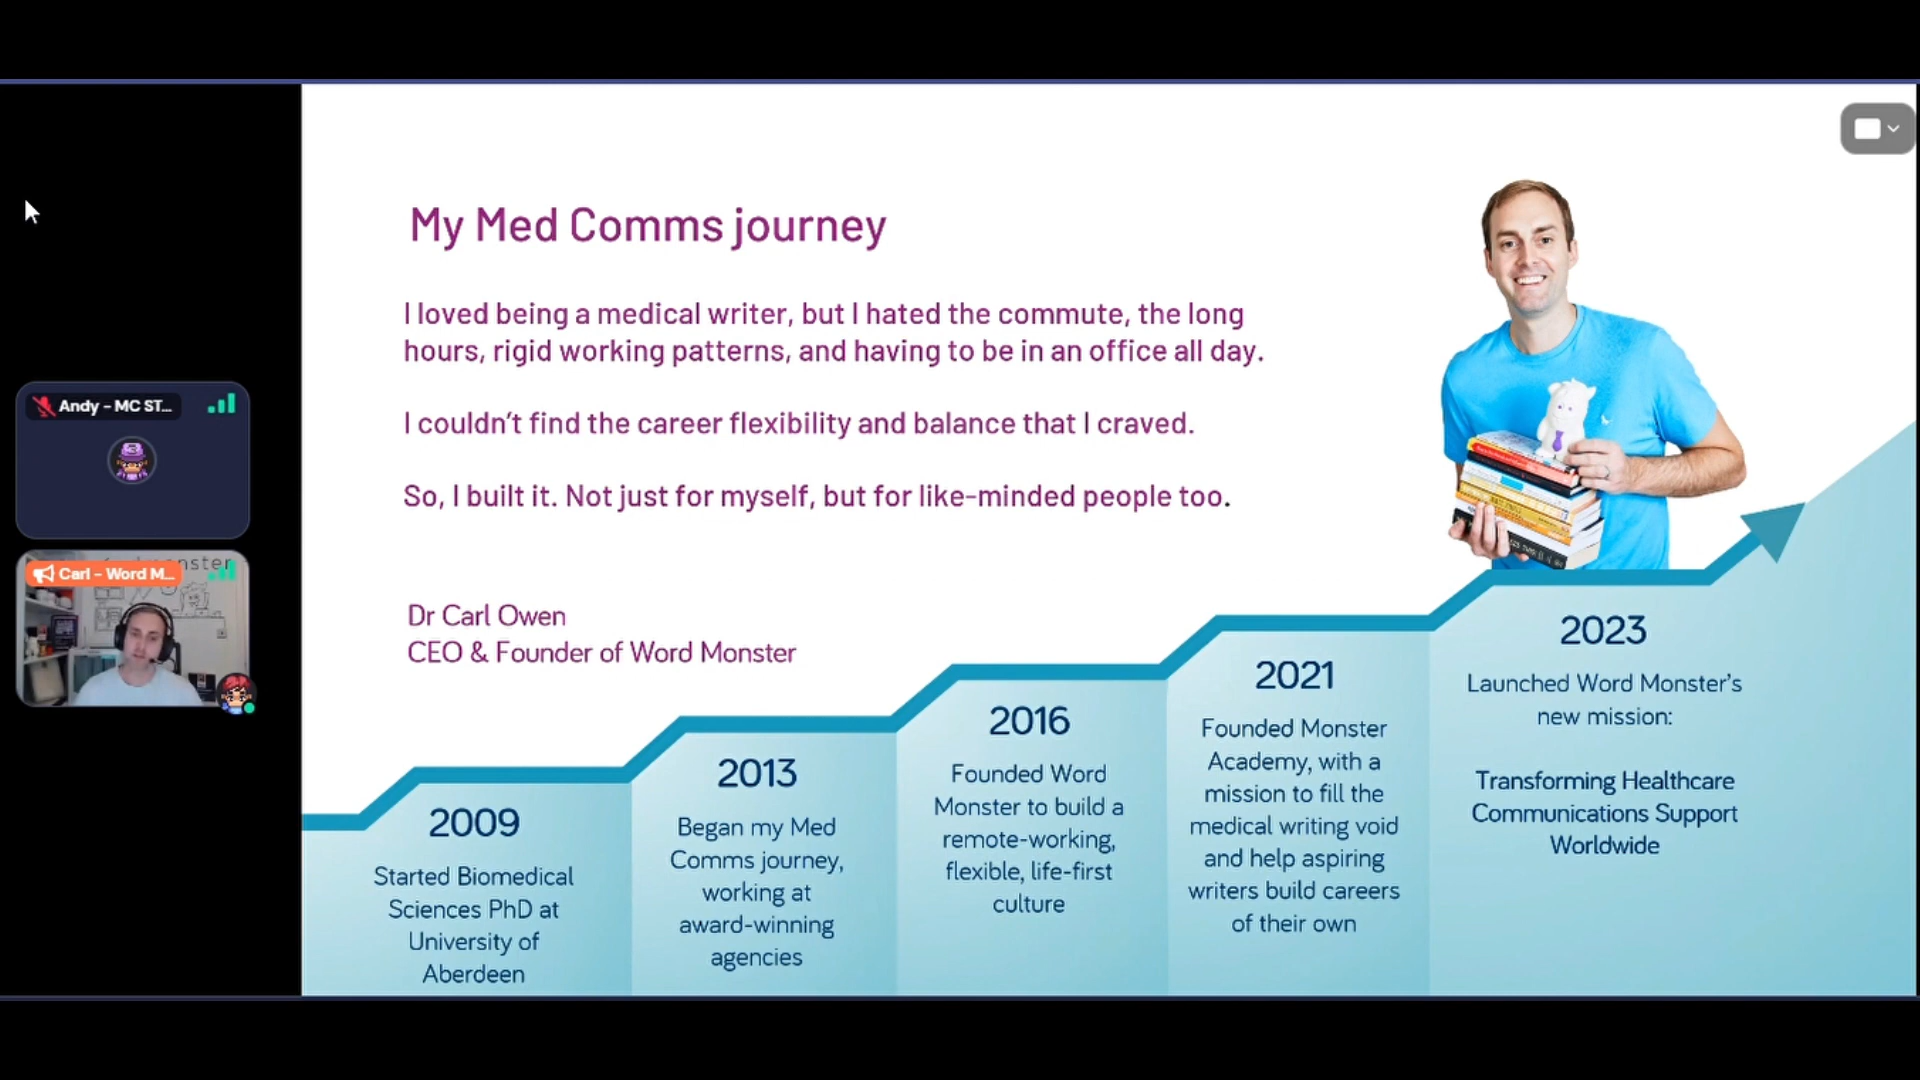 My Med Comms journey
I loved being a medical writer, but I hated the commute, the long
hours, rigid working patterns, and having to be in an office all day.
I couldn't find the career flexibility and balance that I craved.
So, I built it. Not just for myself, but for like-minded people too.
Dr Carl Owen
CEO & Founder of Word Monster
Andy - MC ST...
Carl - Word M...
nster
2009
Started Biomedical
Sciences PhD at
University of
Aberdeen
2013
Began my Med
Comms journey,
working at
award-winning
agencies
2016
Founded Word
Monster to build a
remote-working,
flexible, life-first
culture
2021
Founded Monster
Academy, with a
mission to fill the
medical writing void
and help aspiring
writers build careers
of their own
2023
Launched Word Monster's
new mission:
Transforming Healthcare
Communications Support
Worldwide